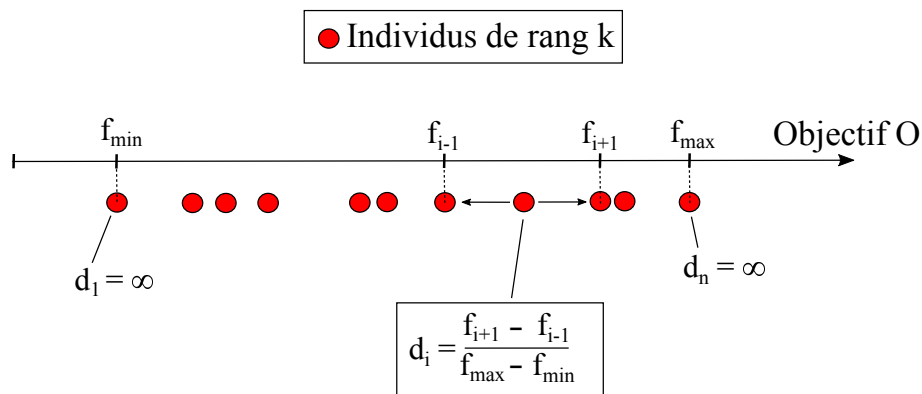 Individus de rang k
f_min f_i-1 f_i+1 f_max Objectif O
d_1 = ∞ d_n = ∞
d_i = (f_i+1 - f_i-1) / (f_max - f_min)